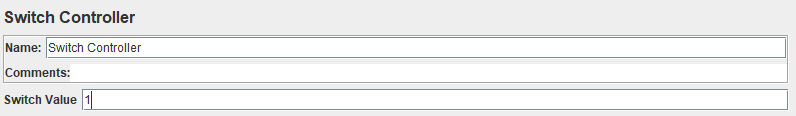 Switch Controller
Name: Switch Controller
Comments:
Switch Value 1